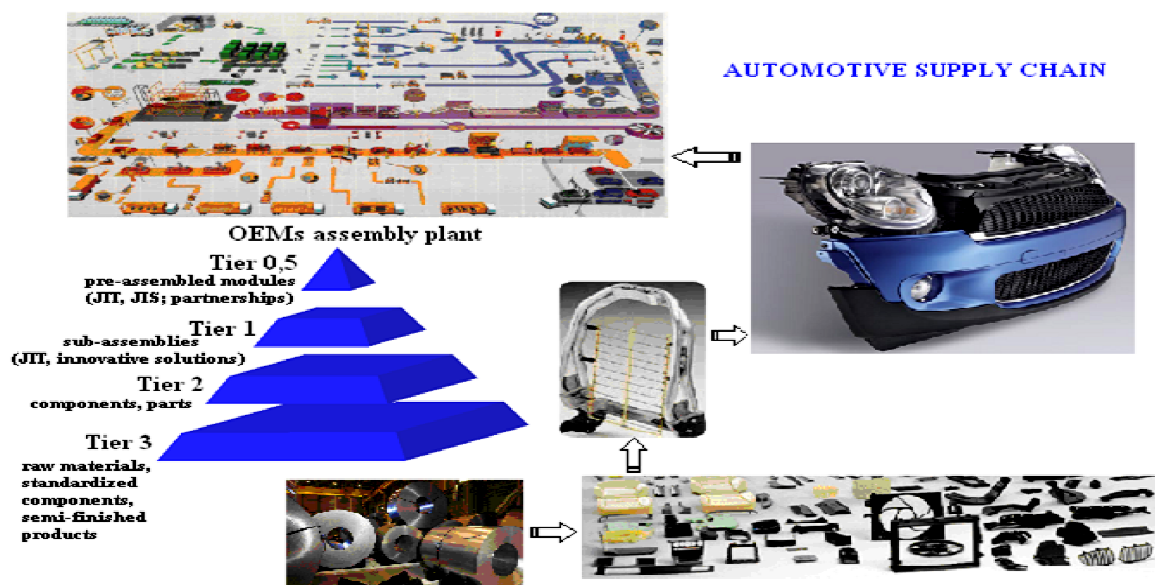 AUTOMOTIVE SUPPLY CHAIN
OEMs assembly plant
Tier 0,5
pre-assembled modules
(JIT, JIS; partnerships)
Tier 1
sub-assemblies
(JIT, innovative solutions)
Tier 2
components, parts
Tier 3
raw materials,
standardized
components,
semi-finished
products